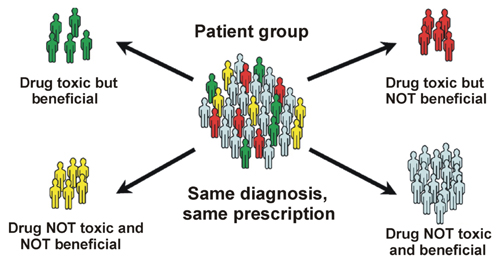 Patient group
Drug toxic but
beneficial
Drug toxic but
NOT beneficial
Same diagnosis,
same prescription
Drug NOT toxic and
NOT beneficial
Drug NOT toxic
and beneficial